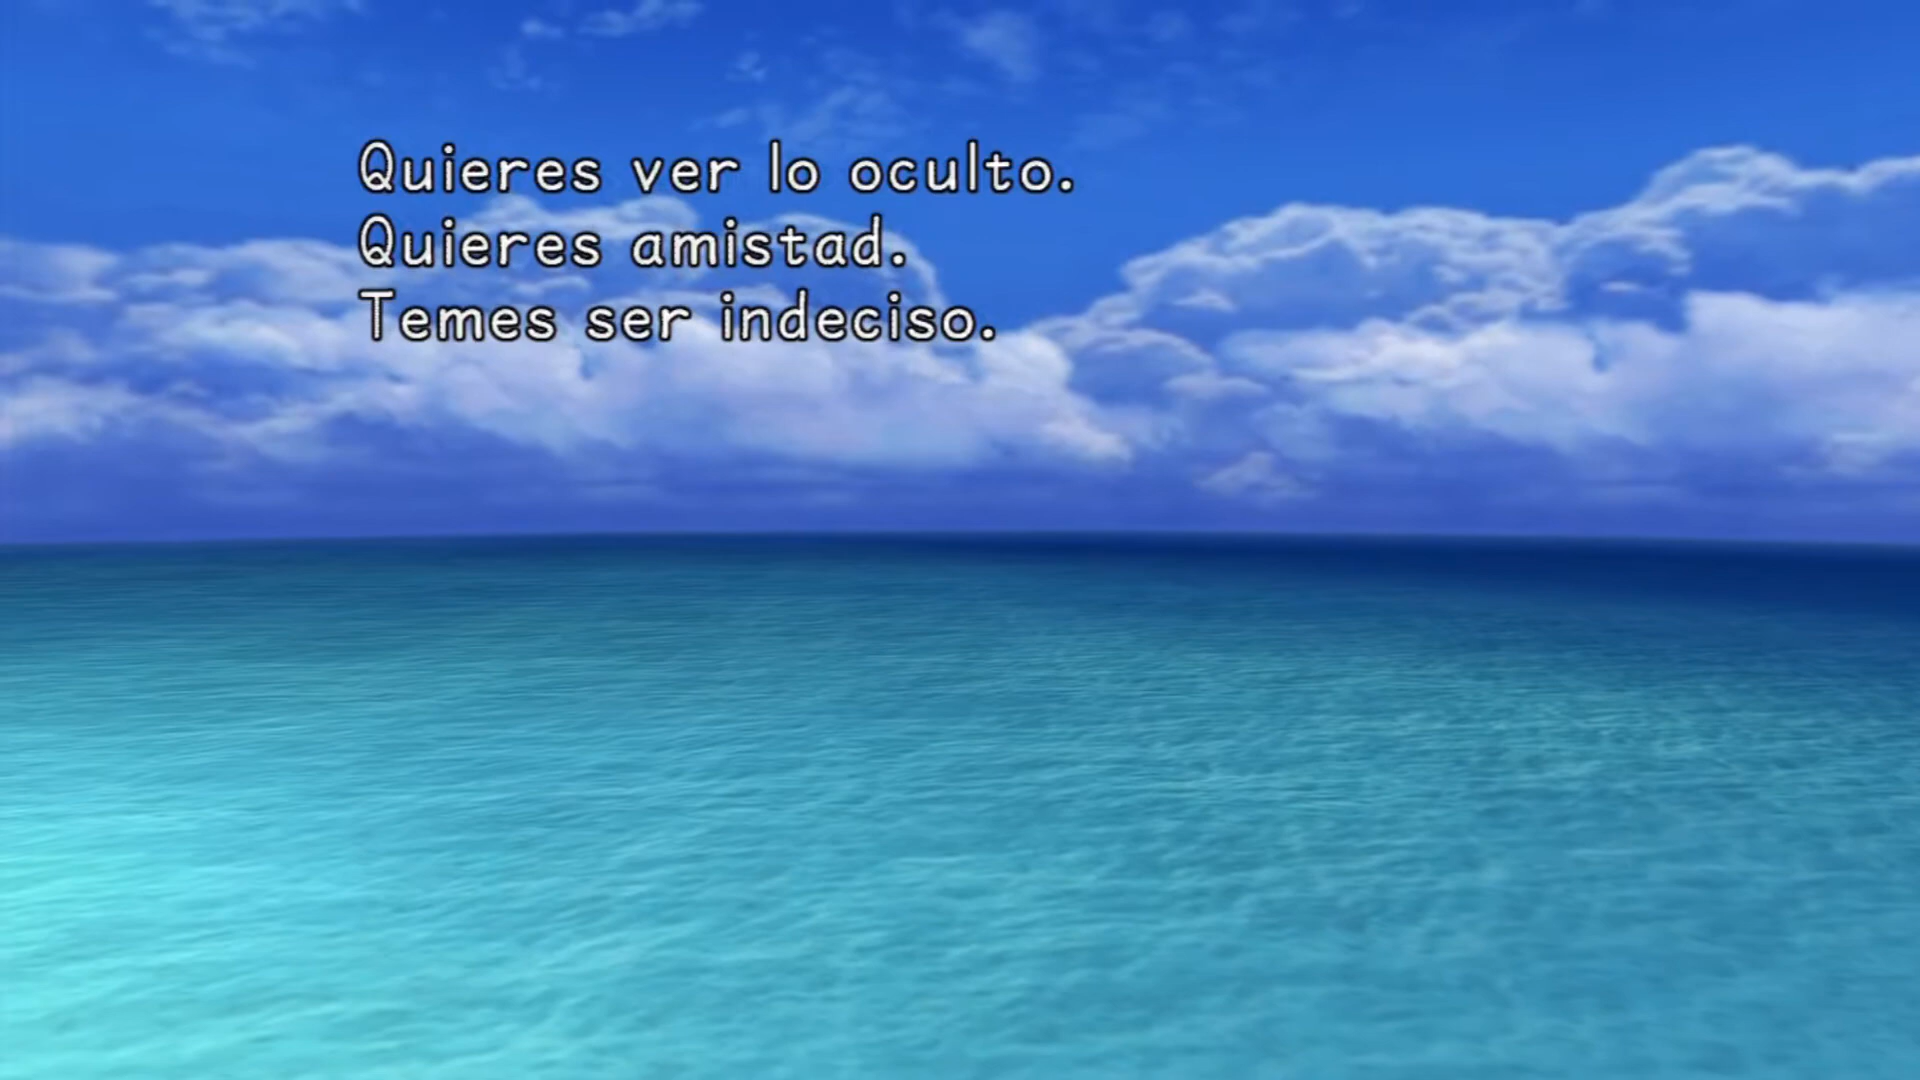 Quieres ver lo oculto.
Quieres amistad.
Temes ser indeciso.